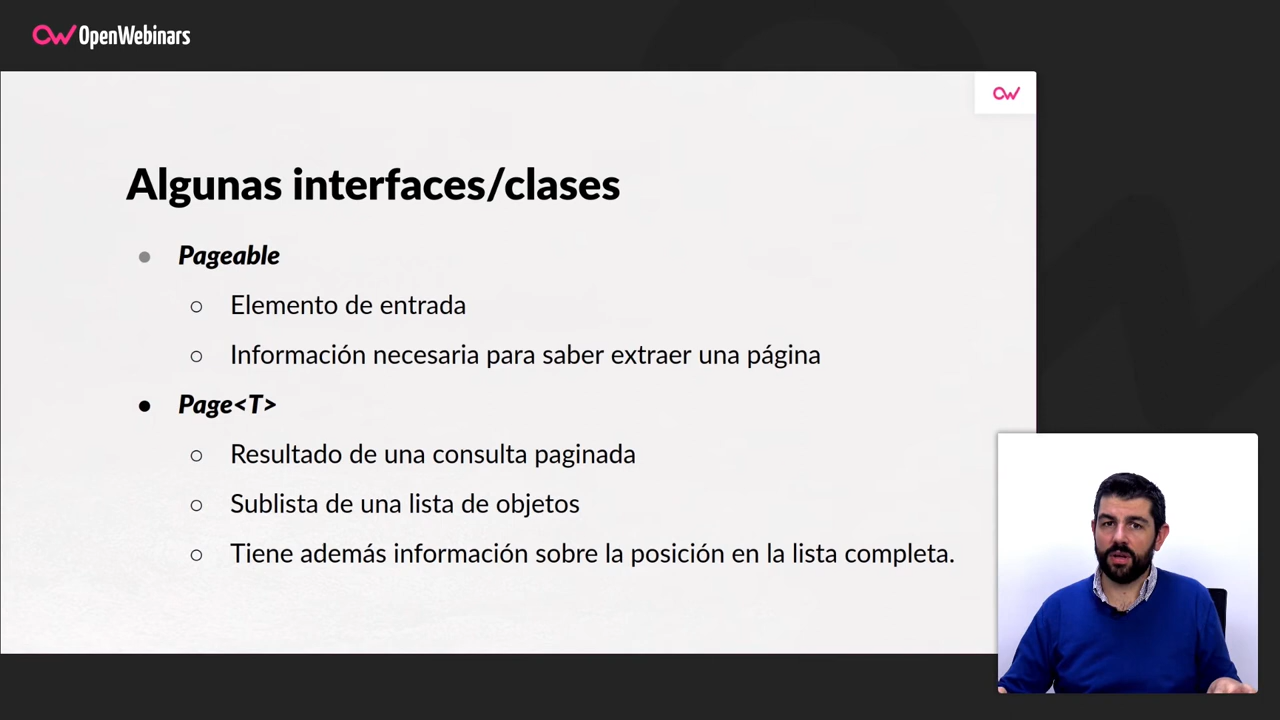 OpenWebinars
Algunas interfaces/clases
● Pageable
○ Elemento de entrada
○ Información necesaria para saber extraer una página
● Page<T>
○ Resultado de una consulta paginada
○ Sublista de una lista de objetos
○ Tiene además información sobre la posición en la lista completa.